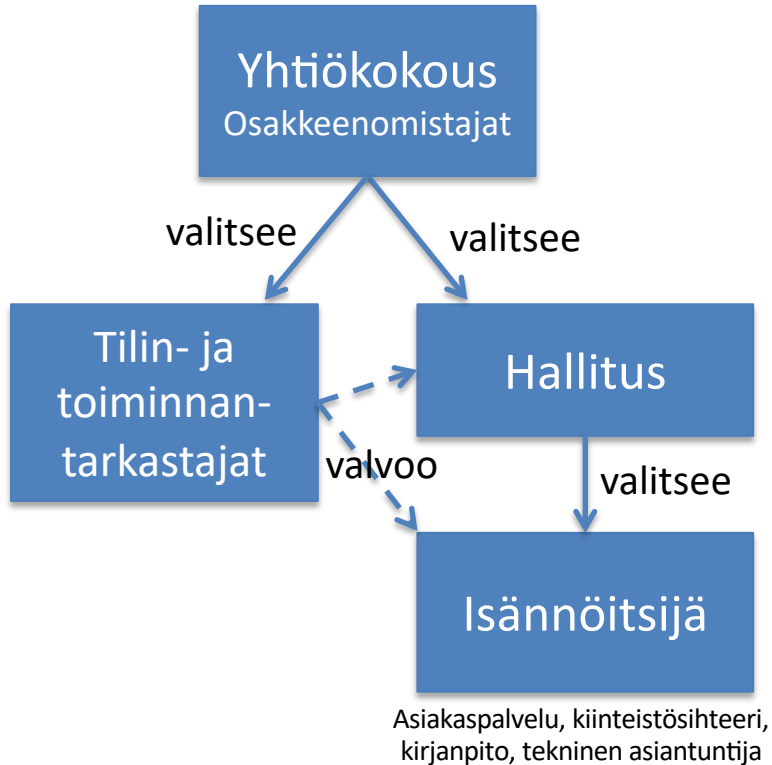 Yhtiökokous
Osakkeenomistajat
valitsee
valitsee
Tilin- ja
toiminnan-
tarkastajat
Hallitus
valvoo
valitsee
Isännöitsijä
Asiakaspalvelu, kiinteistösihteeri,
kirjanpito, tekninen asiantuntija